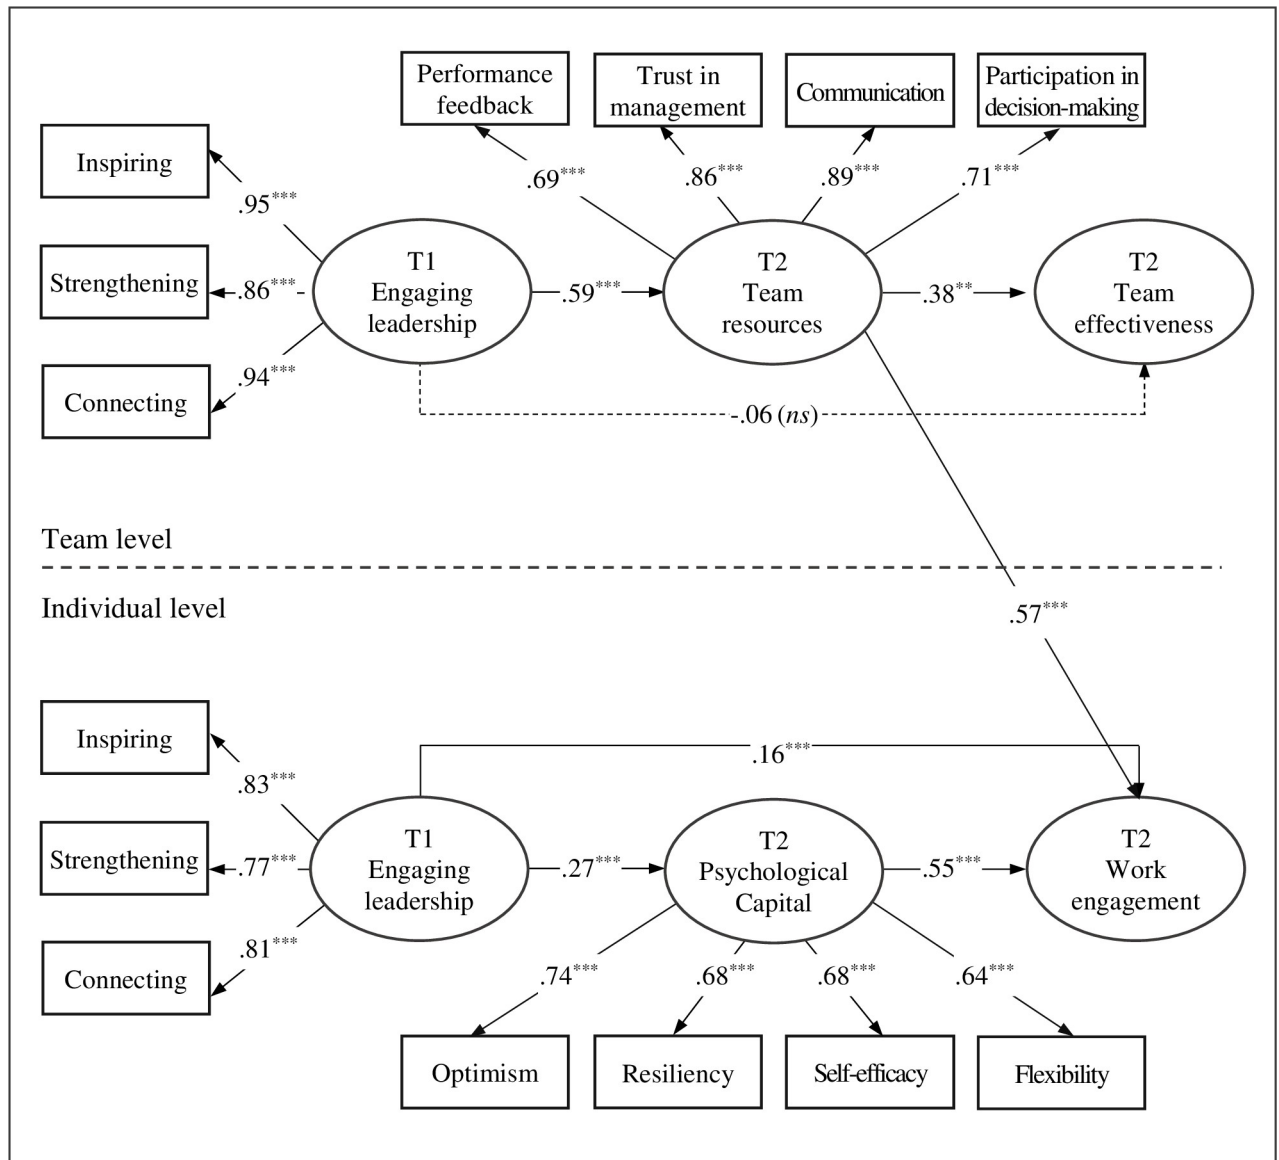 Performance
feedback
Trust in
management
Communication
Participation in
decision-making
Inspiring
.95***
.69***
.86***
.89***
.71***
Strengthening
.86***
T1
Engaging
leadership
.59***
T2
Team
resources
.38**
T2
Team
effectiveness
Connecting
.94***
-.06 (ns)
Team level
Individual level
.57***
Inspiring
.83***
.16***
Strengthening
.77***
T1
Engaging
leadership
.27***
T2
Psychological
Capital
.55***
T2
Work
engagement
Connecting
.81***
.74***
.68***
.68***
.64***
Optimism
Resiliency
Self-efficacy
Flexibility